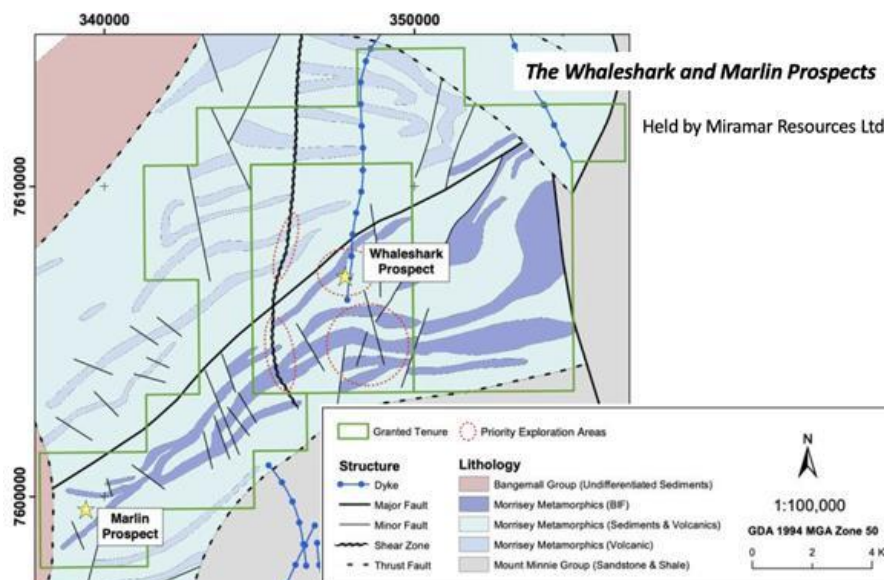 340000
350000
The Whaleshark and Marlin Prospects
Held by Miramar Resources Ltd
7610000
Whaleshark
Prospect
7600000
Marlin
Prospect
Granted Tenure
Priority Exploration Areas
Structure
Dyke
Major Fault
Minor Fault
Shear Zone
Thrust Fault
Lithology
Bangemall Group (Undifferentiated Sediments)
Morrisey Metamorphics (BIF)
Morrisey Metamorphics (Sediments & Volcanics)
Morrisey Metamorphics (Volcanic)
Mount Minnie Group (Sandstone & Shale)
N
1:100,000
GDA 1994 MGA Zone 50
0 2 4 K